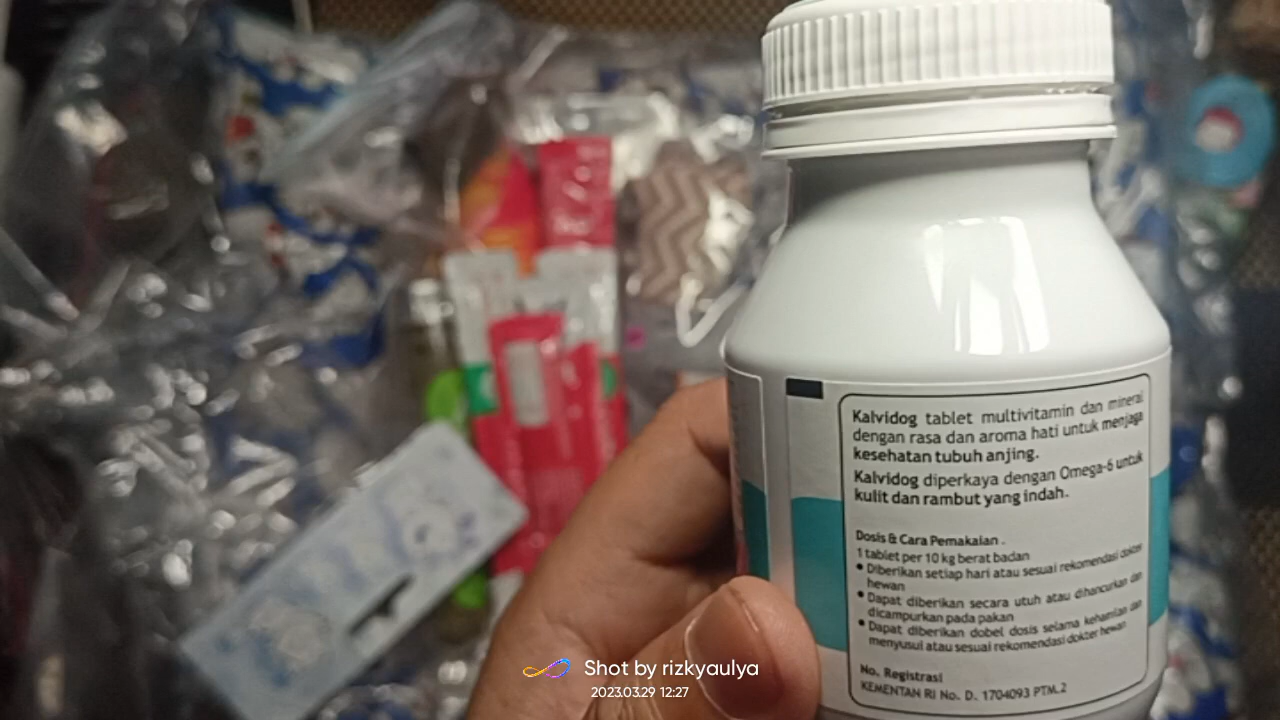 Kalvidog tablet multivitamin dan mineral
dengan rasa dan aroma hati untuk menjaga
kesehatan tubuh anjing.
Kalvidog diperkaya dengan Omega-6 untuk
kulit dan rambut yang indah.
Dosis & Cara Pemakaian .
1 tablet per 10 kg berat badan
• Diberikan setiap hari atau sesuai rekomendasi dokter
hewan
• Dapat diberikan secara utuh atau dihancurkan dan
dicampurkan pada pakan
• Dapat diberikan dobel dosis selama kehamilan dan
menyusui atau sesuai rekomendasi dokter hewan
No. Registrasi
KEMENTAN RI No. D. 1704093 PTM.2
Shot by rizkyaulya
2023.03.29 12:27